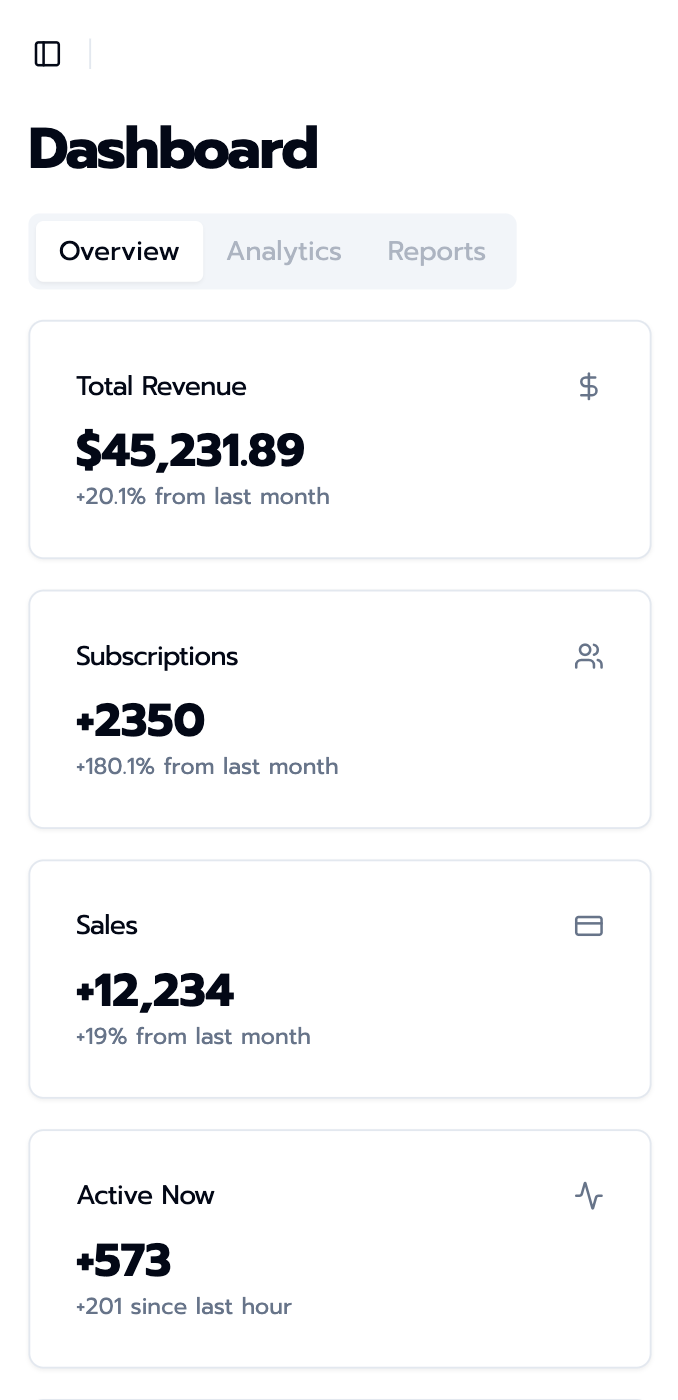 Dashboard
Overview Analytics Reports
Total Revenue
$45,231.89
+20.1% from last month
Subscriptions
+2350
+180.1% from last month
Sales
+12,234
+19% from last month
Active Now
+573
+201 since last hour